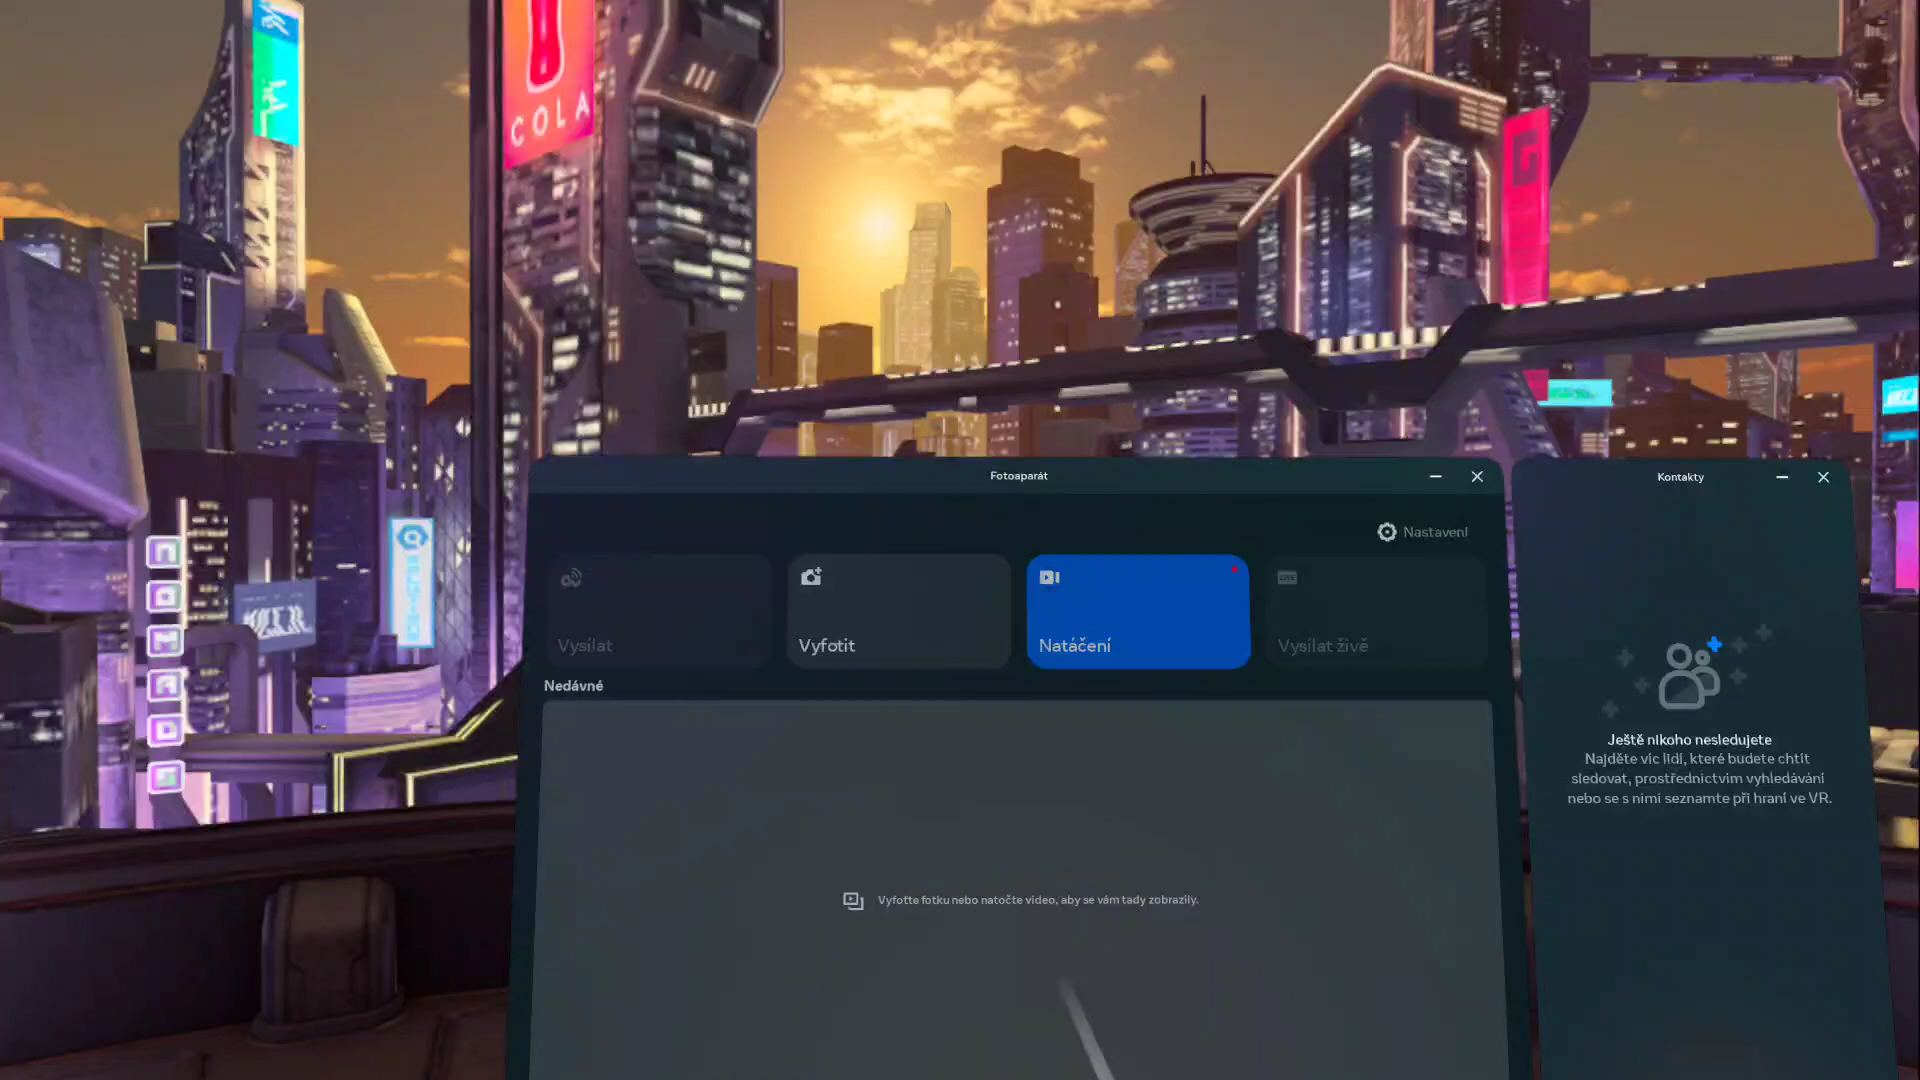 COLA
Fotoaparát
Kontakty
Nastavení
Vysílat
Vyfotit
Natáčení
LIVE
Vysílat živě
Nedávné
Vyfoťte fotku nebo natočte video, aby se vám tady zobrazily.
Ještě nikoho nesledujete
Najděte víc lidí, které budete chtít
sledovat, prostřednictvím vyhledávání
nebo se s nimi seznamte při hraní ve VR.